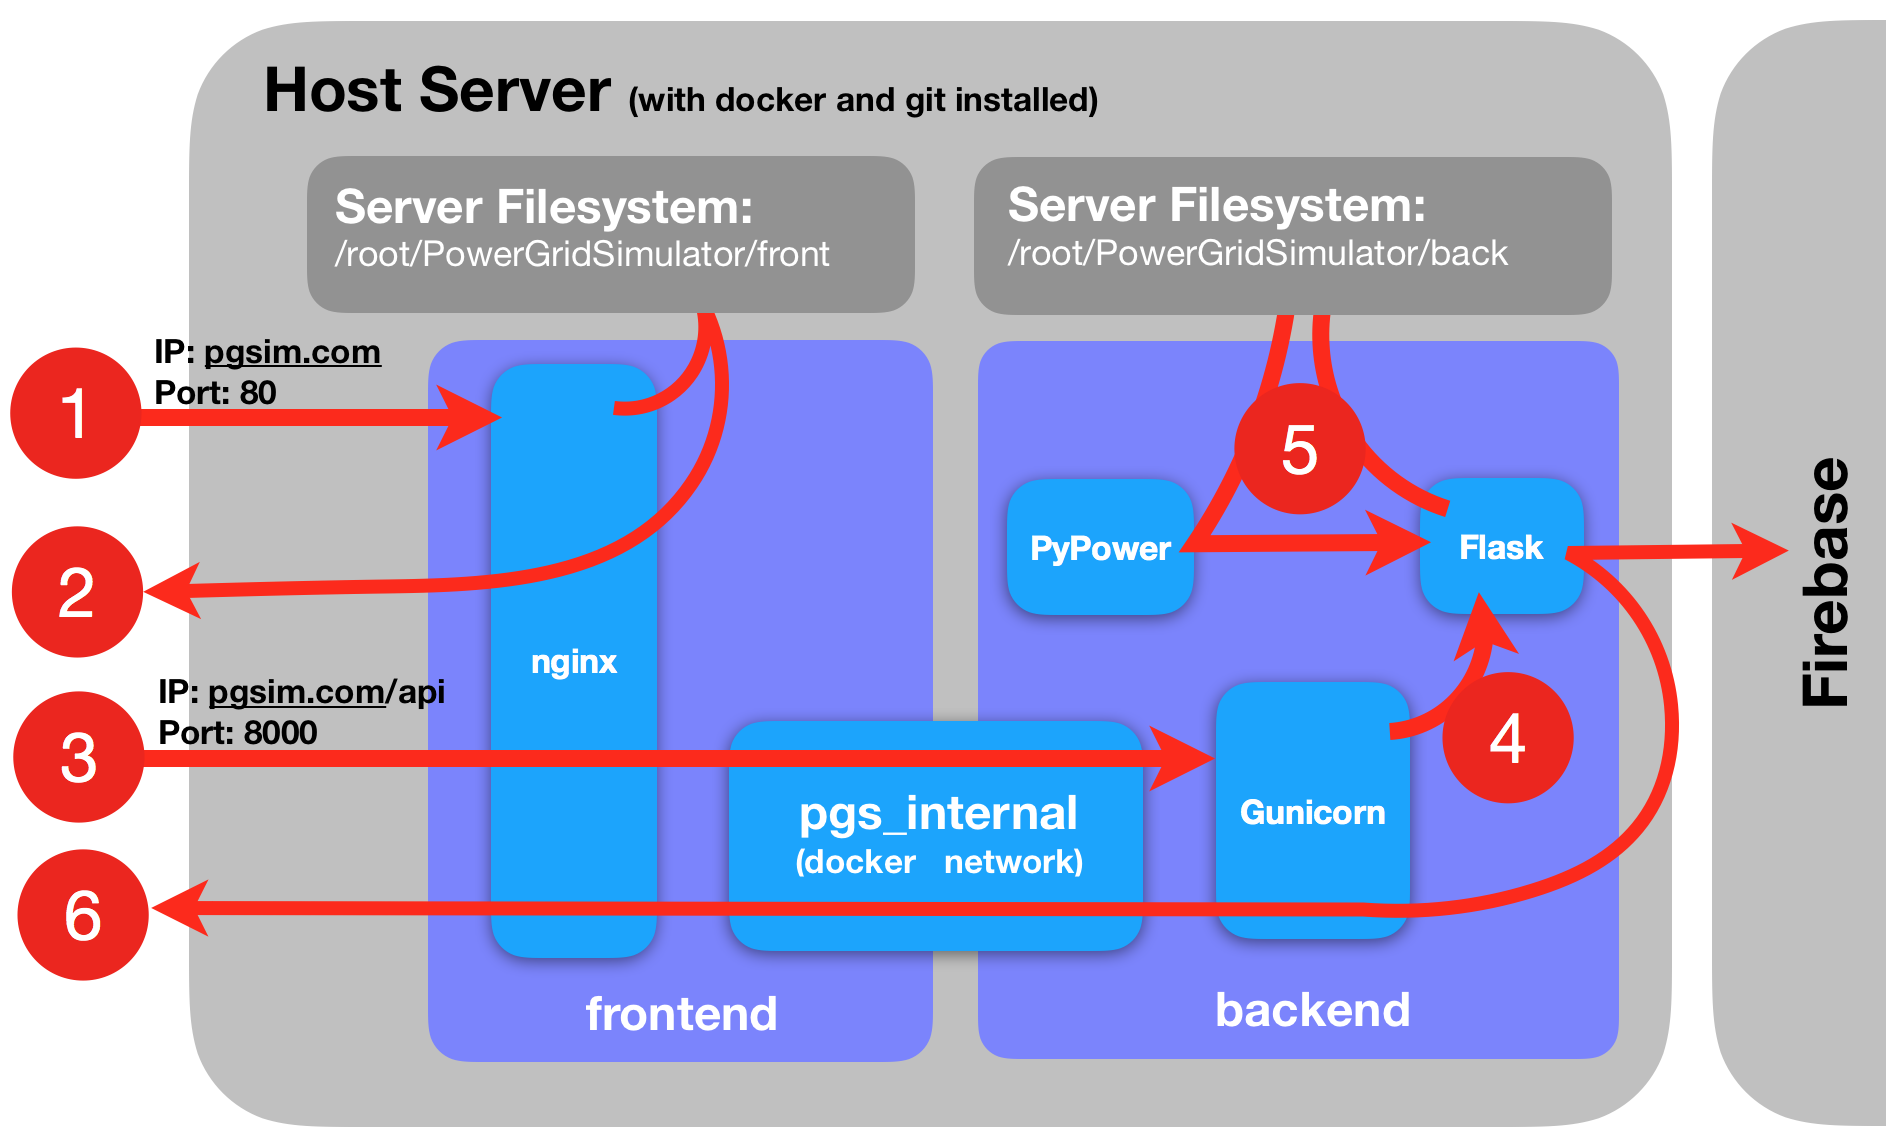 Host Server (with docker and git installed)
Server Filesystem:
/root/PowerGridSimulator/front
Server Filesystem:
/root/PowerGridSimulator/back
IP: pgsim.com
Port: 80
1
2
IP: pgsim.com/api
Port: 8000
3
6
nginx
pgs_internal
(docker network)
frontend
5
PyPower
Flask
4
Gunicorn
backend
Firebase